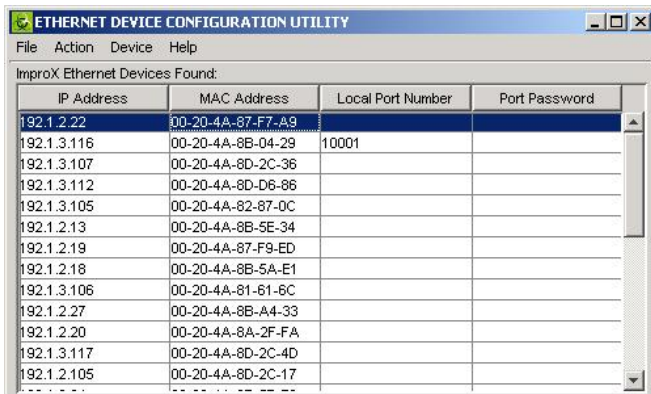 ETHERNET DEVICE CONFIGURATION UTILITY
File Action Device Help
ImproX Ethernet Devices Found:
IP Address MAC Address Local Port Number Port Password
192.1.2.22 00-20-4A-87-F7-A9
192.1.3.116 00-20-4A-8B-04-29 10001
192.1.3.107 00-20-4A-8D-2C-36
192.1.3.112 00-20-4A-8D-D6-86
192.1.3.105 00-20-4A-82-87-0C
192.1.2.13 00-20-4A-8B-5E-34
192.1.2.19 00-20-4A-87-F9-ED
192.1.2.18 00-20-4A-8B-5A-E1
192.1.3.106 00-20-4A-81-61-6C
192.1.2.27 00-20-4A-8B-A4-33
192.1.2.20 00-20-4A-8A-2F-FA
192.1.3.117 00-20-4A-8D-2C-4D
192.1.2.105 00-20-4A-8D-2C-17